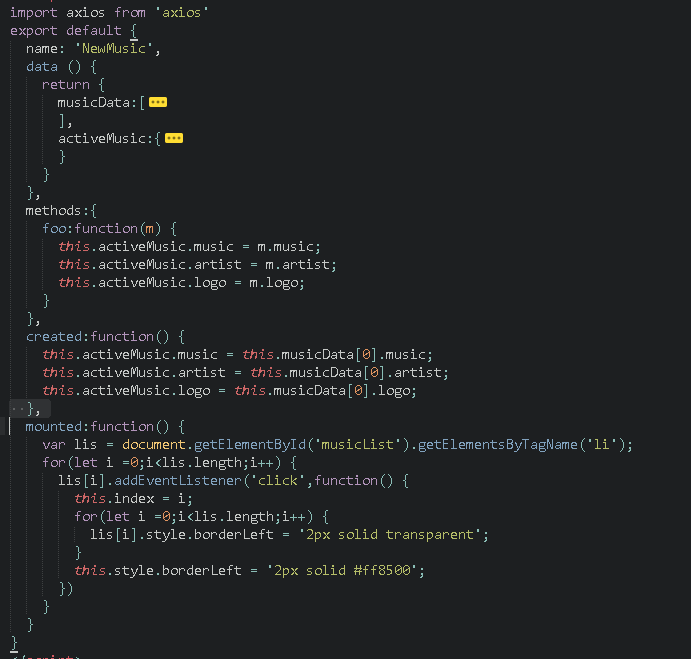 import axios from 'axios'
export default {
  name: 'NewMusic',
  data () {
    return {
      musicData:[•••
      ],
      activeMusic:{•••
      }
    }
  },
  methods:{
    foo:function(m) {
      this.activeMusic.music = m.music;
      this.activeMusic.artist = m.artist;
      this.activeMusic.logo = m.logo;
    }
  },
  created:function() {
    this.activeMusic.music = this.musicData[0].music;
    this.activeMusic.artist = this.musicData[0].artist;
    this.activeMusic.logo = this.musicData[0].logo;
  },
  mounted:function() {
    var lis = document.getElementById('musicList').getElementsByTagName('li');
    for(let i =0;i<lis.length;i++) {
      lis[i].addEventListener('click',function() {
        this.index = i;
        for(let i =0;i<lis.length;i++) {
          lis[i].style.borderLeft = '2px solid transparent';
        }
        this.style.borderLeft = '2px solid #ff8500';
      })
    }
  }
}
</script>